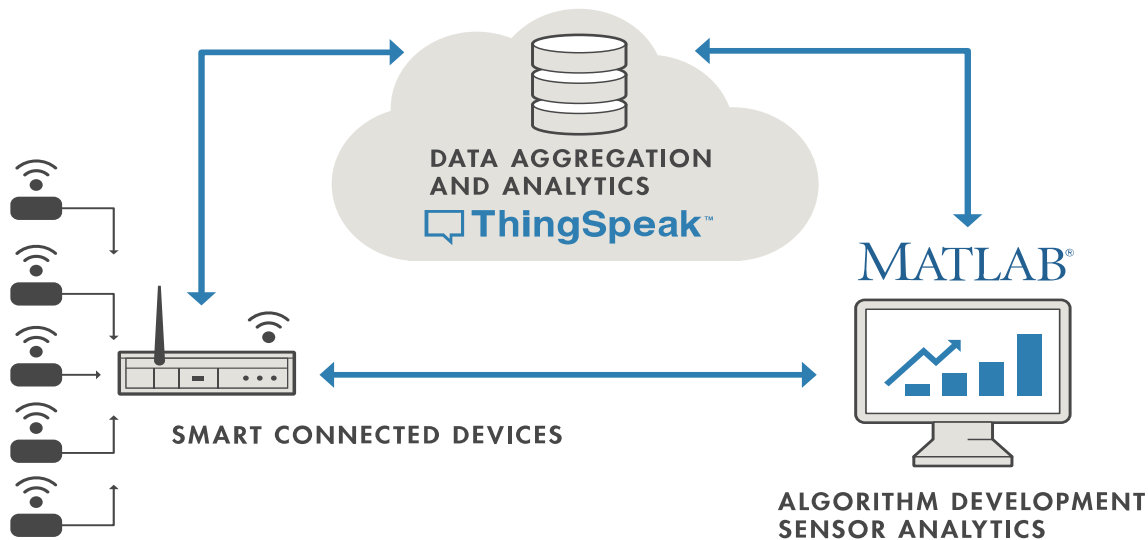 DATA AGGREGATION
AND ANALYTICS
ThingSpeak™
MATLAB®
SMART CONNECTED DEVICES
ALGORITHM DEVELOPMENT
SENSOR ANALYTICS